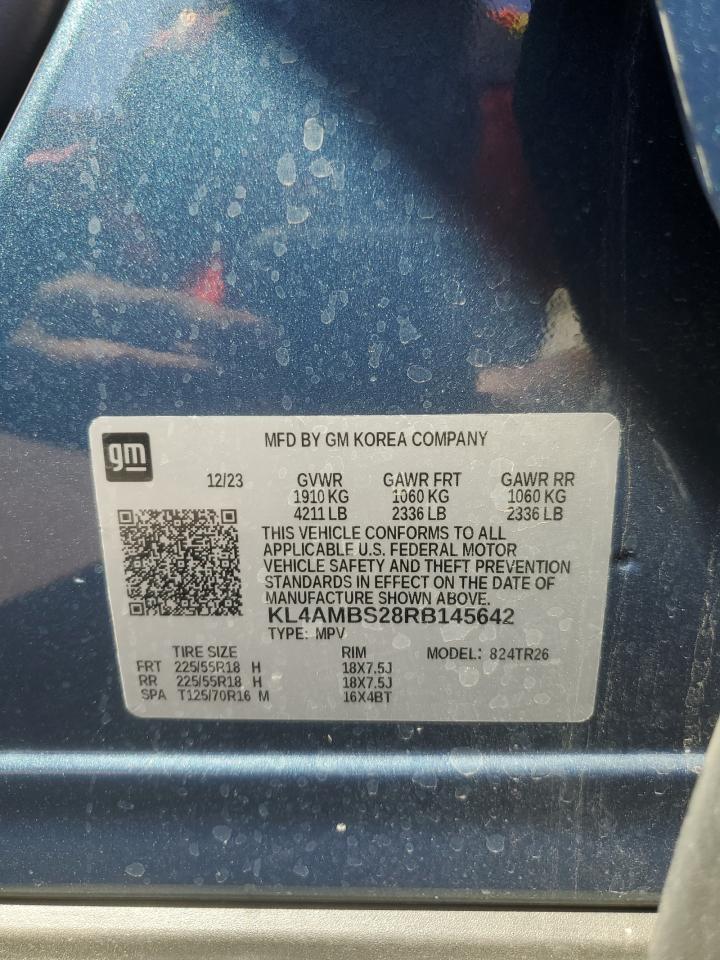 gm
MFD BY GM KOREA COMPANY
12/23 GVWR GAWR FRT GAWR RR
1910 KG 1060 KG 1060 KG
4211 LB 2336 LB 2336 LB
THIS VEHICLE CONFORMS TO ALL
APPLICABLE U.S. FEDERAL MOTOR
VEHICLE SAFETY AND THEFT PREVENTION
STANDARDS IN EFFECT ON THE DATE OF
MANUFACTURE SHOWN ABOVE.
KL4AMBS28RB145642
TYPE: MPV
TIRE SIZE RIM MODEL: 824TR26
FRT 225/55R18 H 18X7.5J
RR 225/55R18 H 18X7.5J
SPA T125/70R16 M 16X4BT